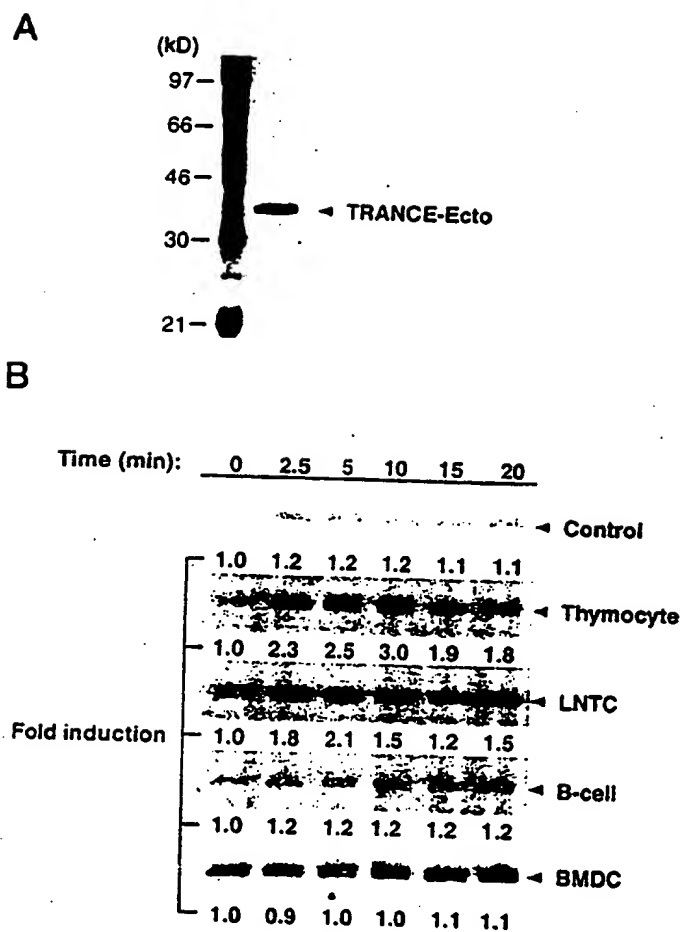 A
(kD)
97
66
46
TRANCE-Ecto
30
21
B
Time (min): 0 2.5 5 10 15 20
Control
1.0 1.2 1.2 1.2 1.1 1.1
Thymocyte
1.0 2.3 2.5 3.0 1.9 1.8
LNTC
Fold induction 1.0 1.8 2.1 1.5 1.2 1.5
B-cell
1.0 1.2 1.2 1.2 1.2 1.2
BMDC
1.0 0.9 1.0 1.0 1.1 1.1